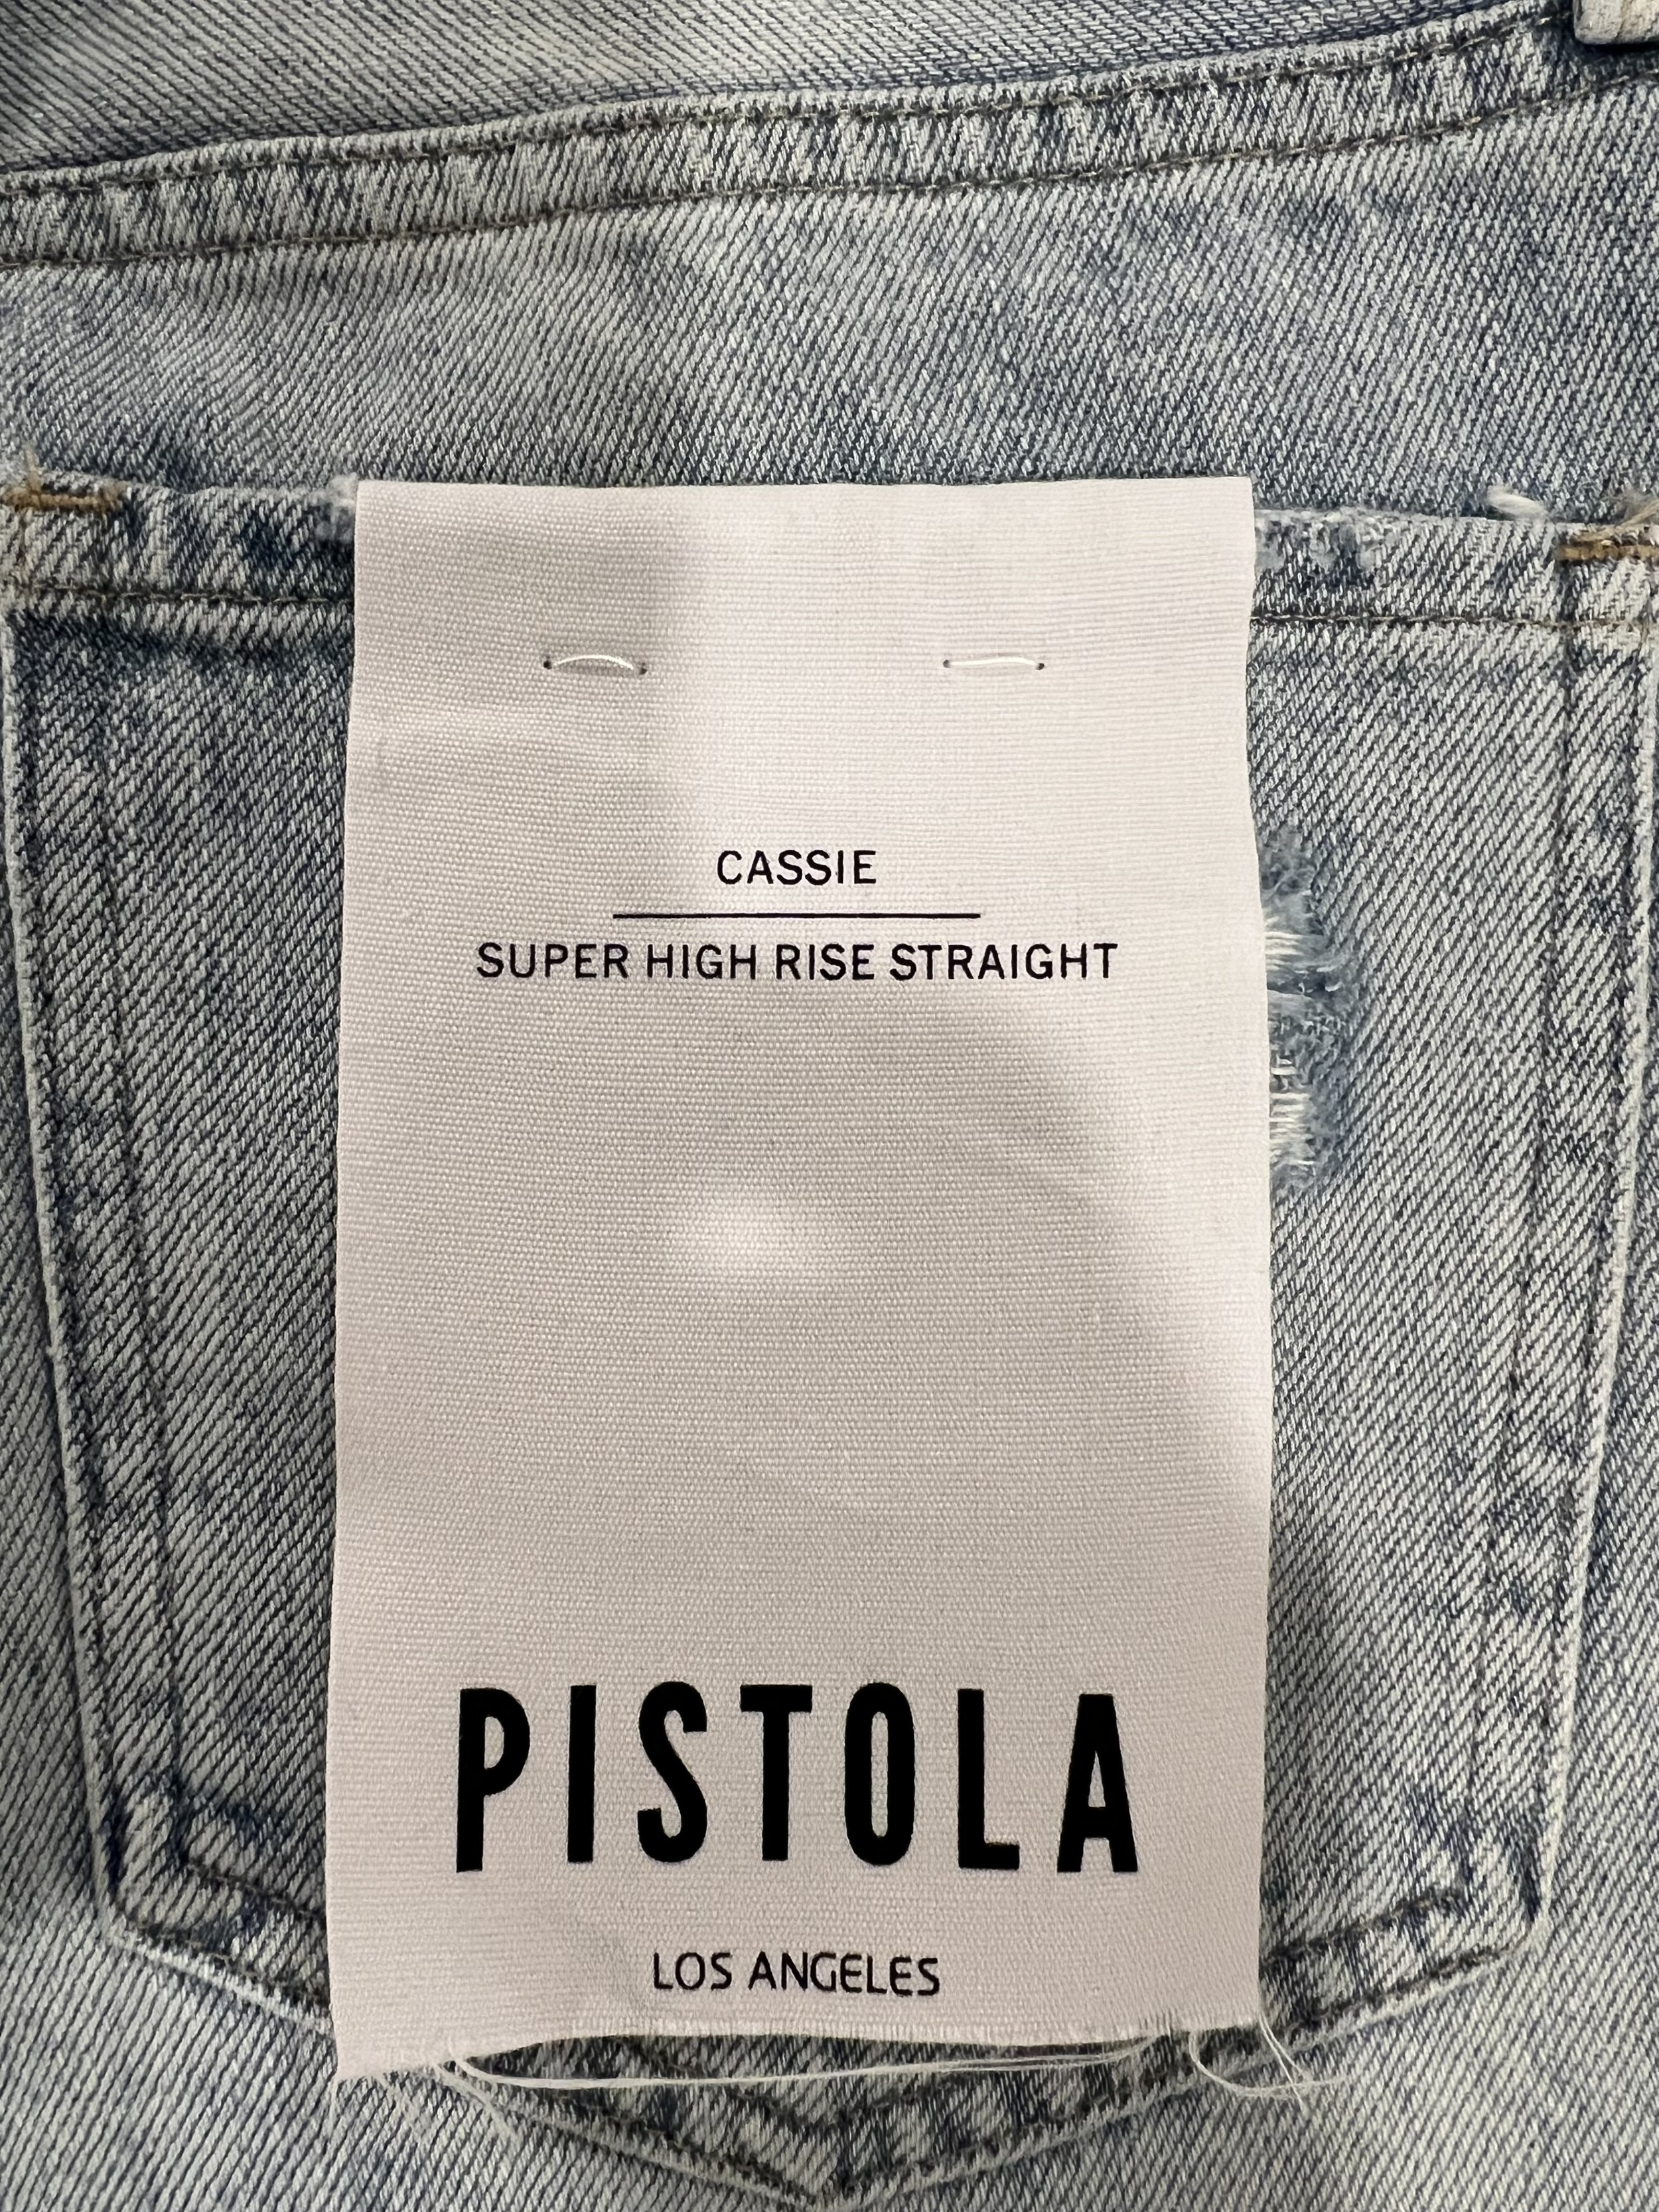 CASSIE
SUPER HIGH RISE STRAIGHT
PISTOLA
LOS ANGELES